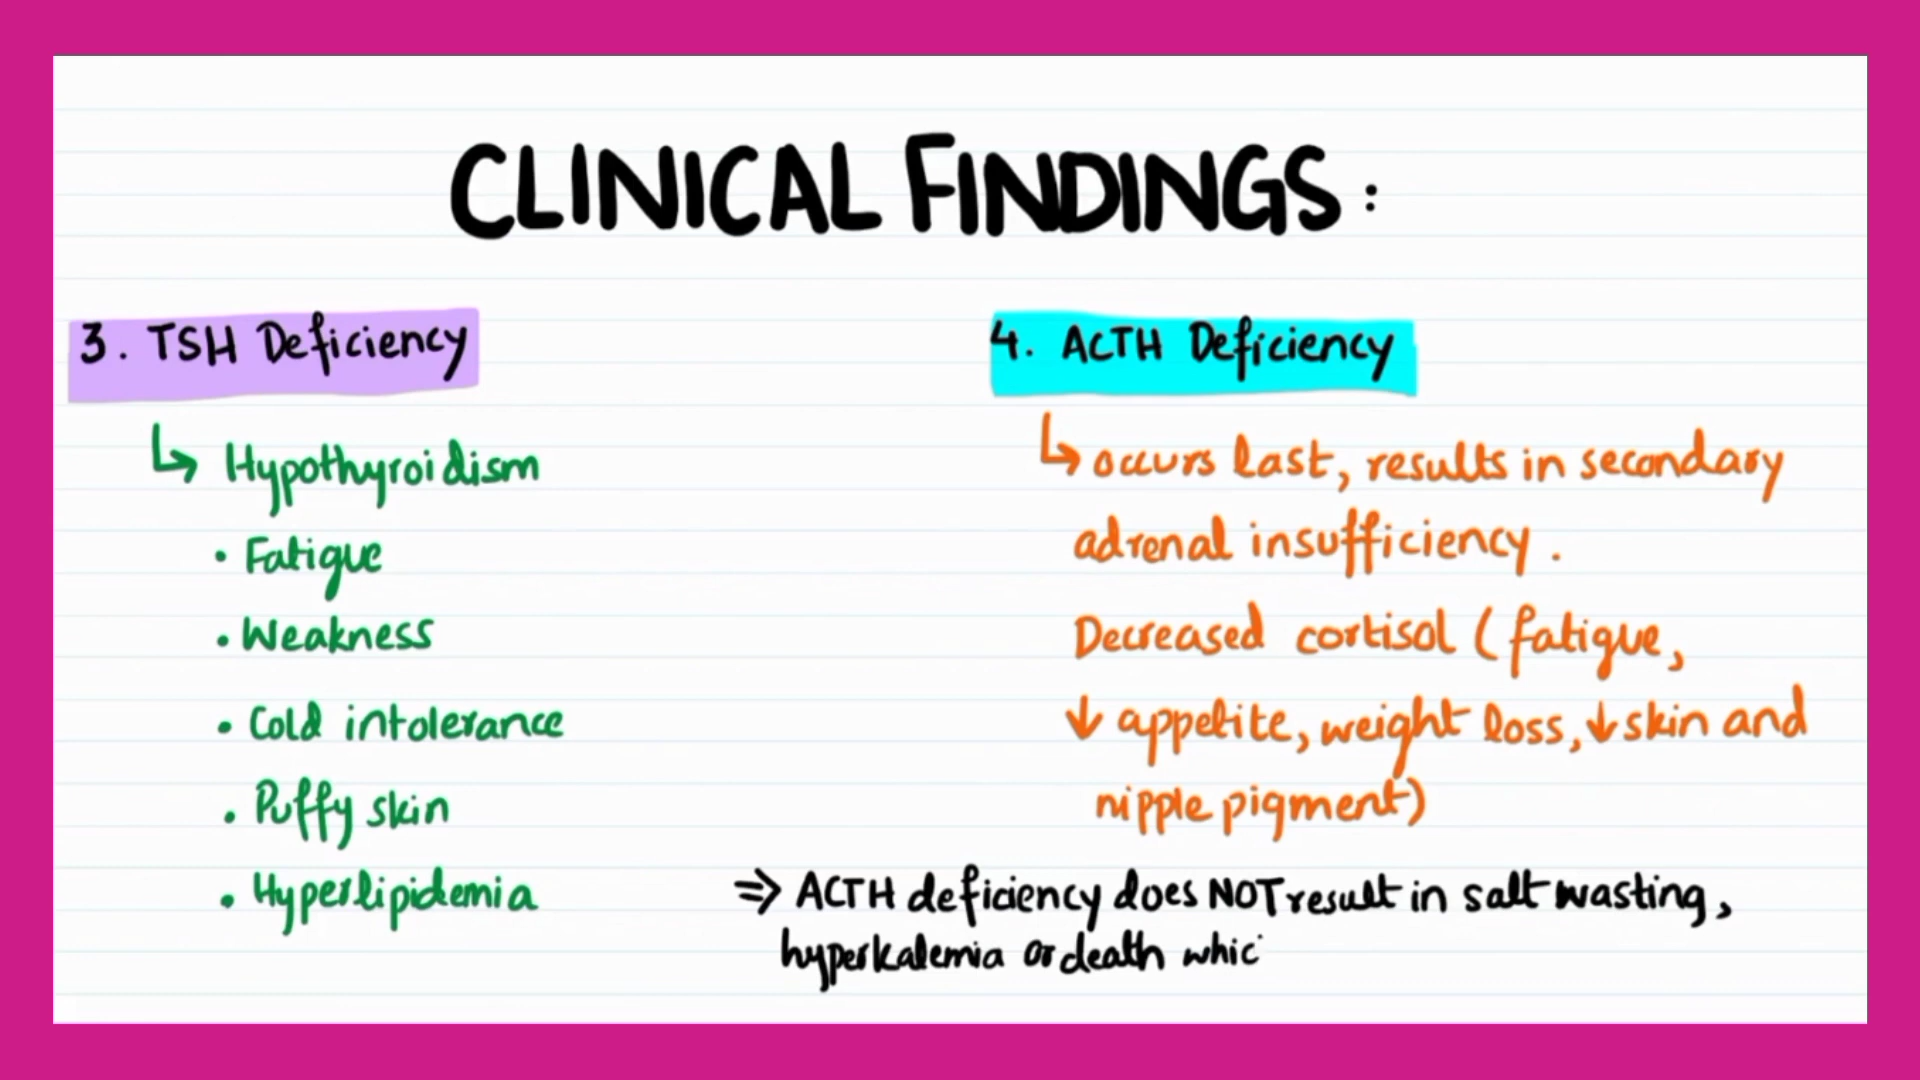 CLINICAL FINDINGS:
3. TSH Deficiency
↳ Hypothyroidism
• Fatigue
• Weakness
• Cold intolerance
• Puffy skin
• Hyperlipidemia
4. ACTH Deficiency
↳ occurs last, results in secondary
adrenal insufficiency.
Decreased cortisol (fatigue,
↓ appetite, weight loss, ↓ skin and
nipple pigment)
⇒ ACTH deficiency does NOT result in salt wasting,
hyperkalemia or death whic